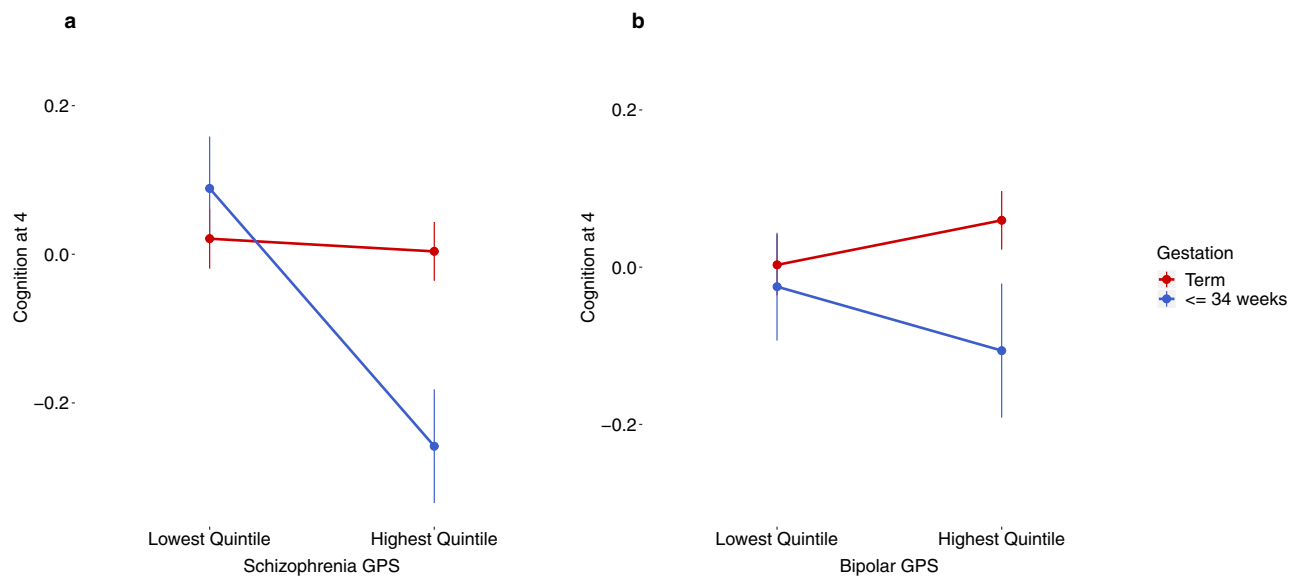 a
0.2
0.0
−0.2
Cognition at 4
Lowest Quintile
Highest Quintile
Schizophrenia GPS
b
0.2
0.0
−0.2
Cognition at 4
Lowest Quintile
Highest Quintile
Bipolar GPS
Gestation
Term
<= 34 weeks